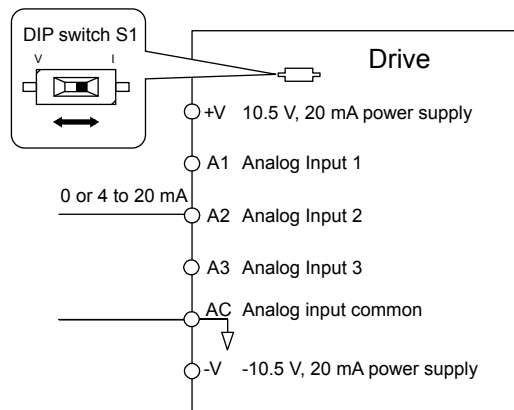 DIP switch S1
V I
Drive
+V 10.5 V, 20 mA power supply
A1 Analog Input 1
0 or 4 to 20 mA
A2 Analog Input 2
A3 Analog Input 3
AC Analog input common
-V -10.5 V, 20 mA power supply